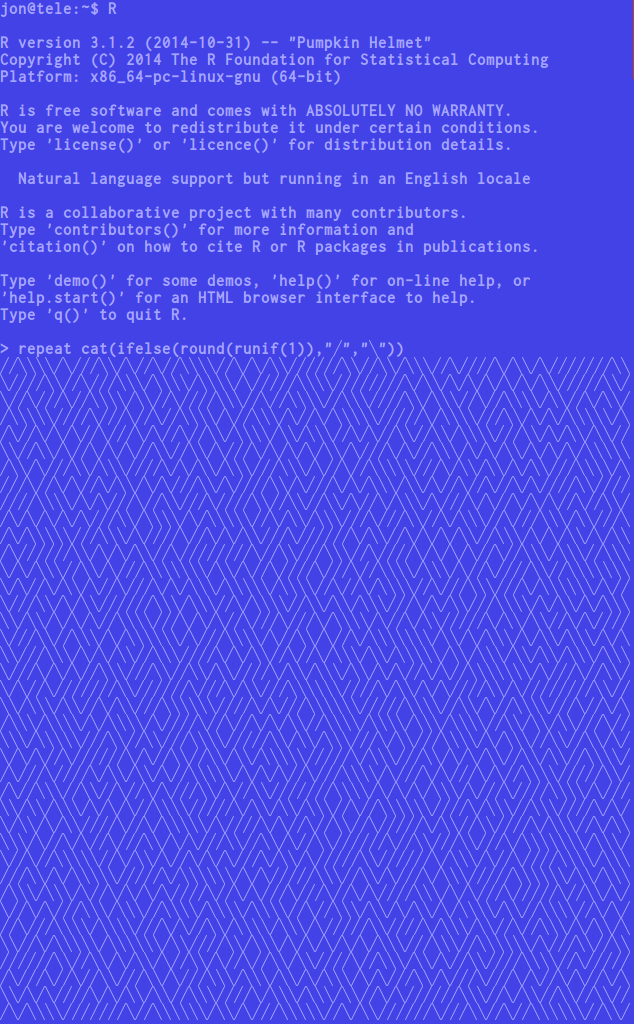 jon@tele:~$ R
R version 3.1.2 (2014-10-31) -- "Pumpkin Helmet"
Copyright (C) 2014 The R Foundation for Statistical Computing
Platform: x86_64-pc-linux-gnu (64-bit)
R is free software and comes with ABSOLUTELY NO WARRANTY.
You are welcome to redistribute it under certain conditions.
Type 'license()' or 'licence()' for distribution details.
Natural language support but running in an English locale
R is a collaborative project with many contributors.
Type 'contributors()' for more information and
'citation()' on how to cite R or R packages in publications.
Type 'demo()' for some demos, 'help()' for on-line help, or
'help.start()' for an HTML browser interface to help.
Type 'q()' to quit R.
> repeat cat(ifelse(round(runif(1)),"╱","╲"))